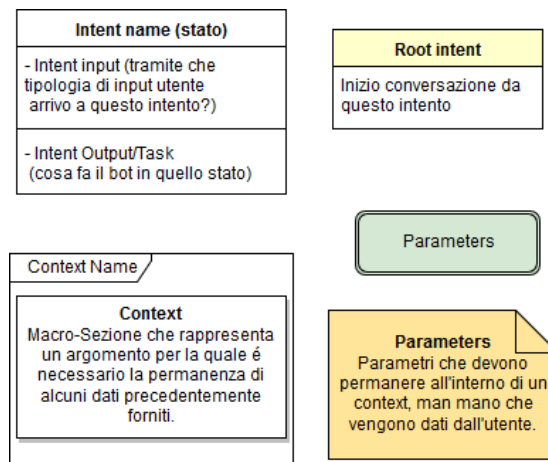 Intent name (stato)
- Intent input (tramite che
tipologia di input utente
arrivo a questo intento?)
- Intent Output/Task
(cosa fa il bot in quello stato)
Root intent
Inizio conversazione da
questo intento
Parameters
Context Name
Context
Macro-Sezione che rappresenta
un argomento per la quale é
necessario la permanenza di
alcuni dati precedentemente
forniti.
Parameters
Parametri che devono
permanere all'interno di un
context, man mano che
vengono dati dall'utente.